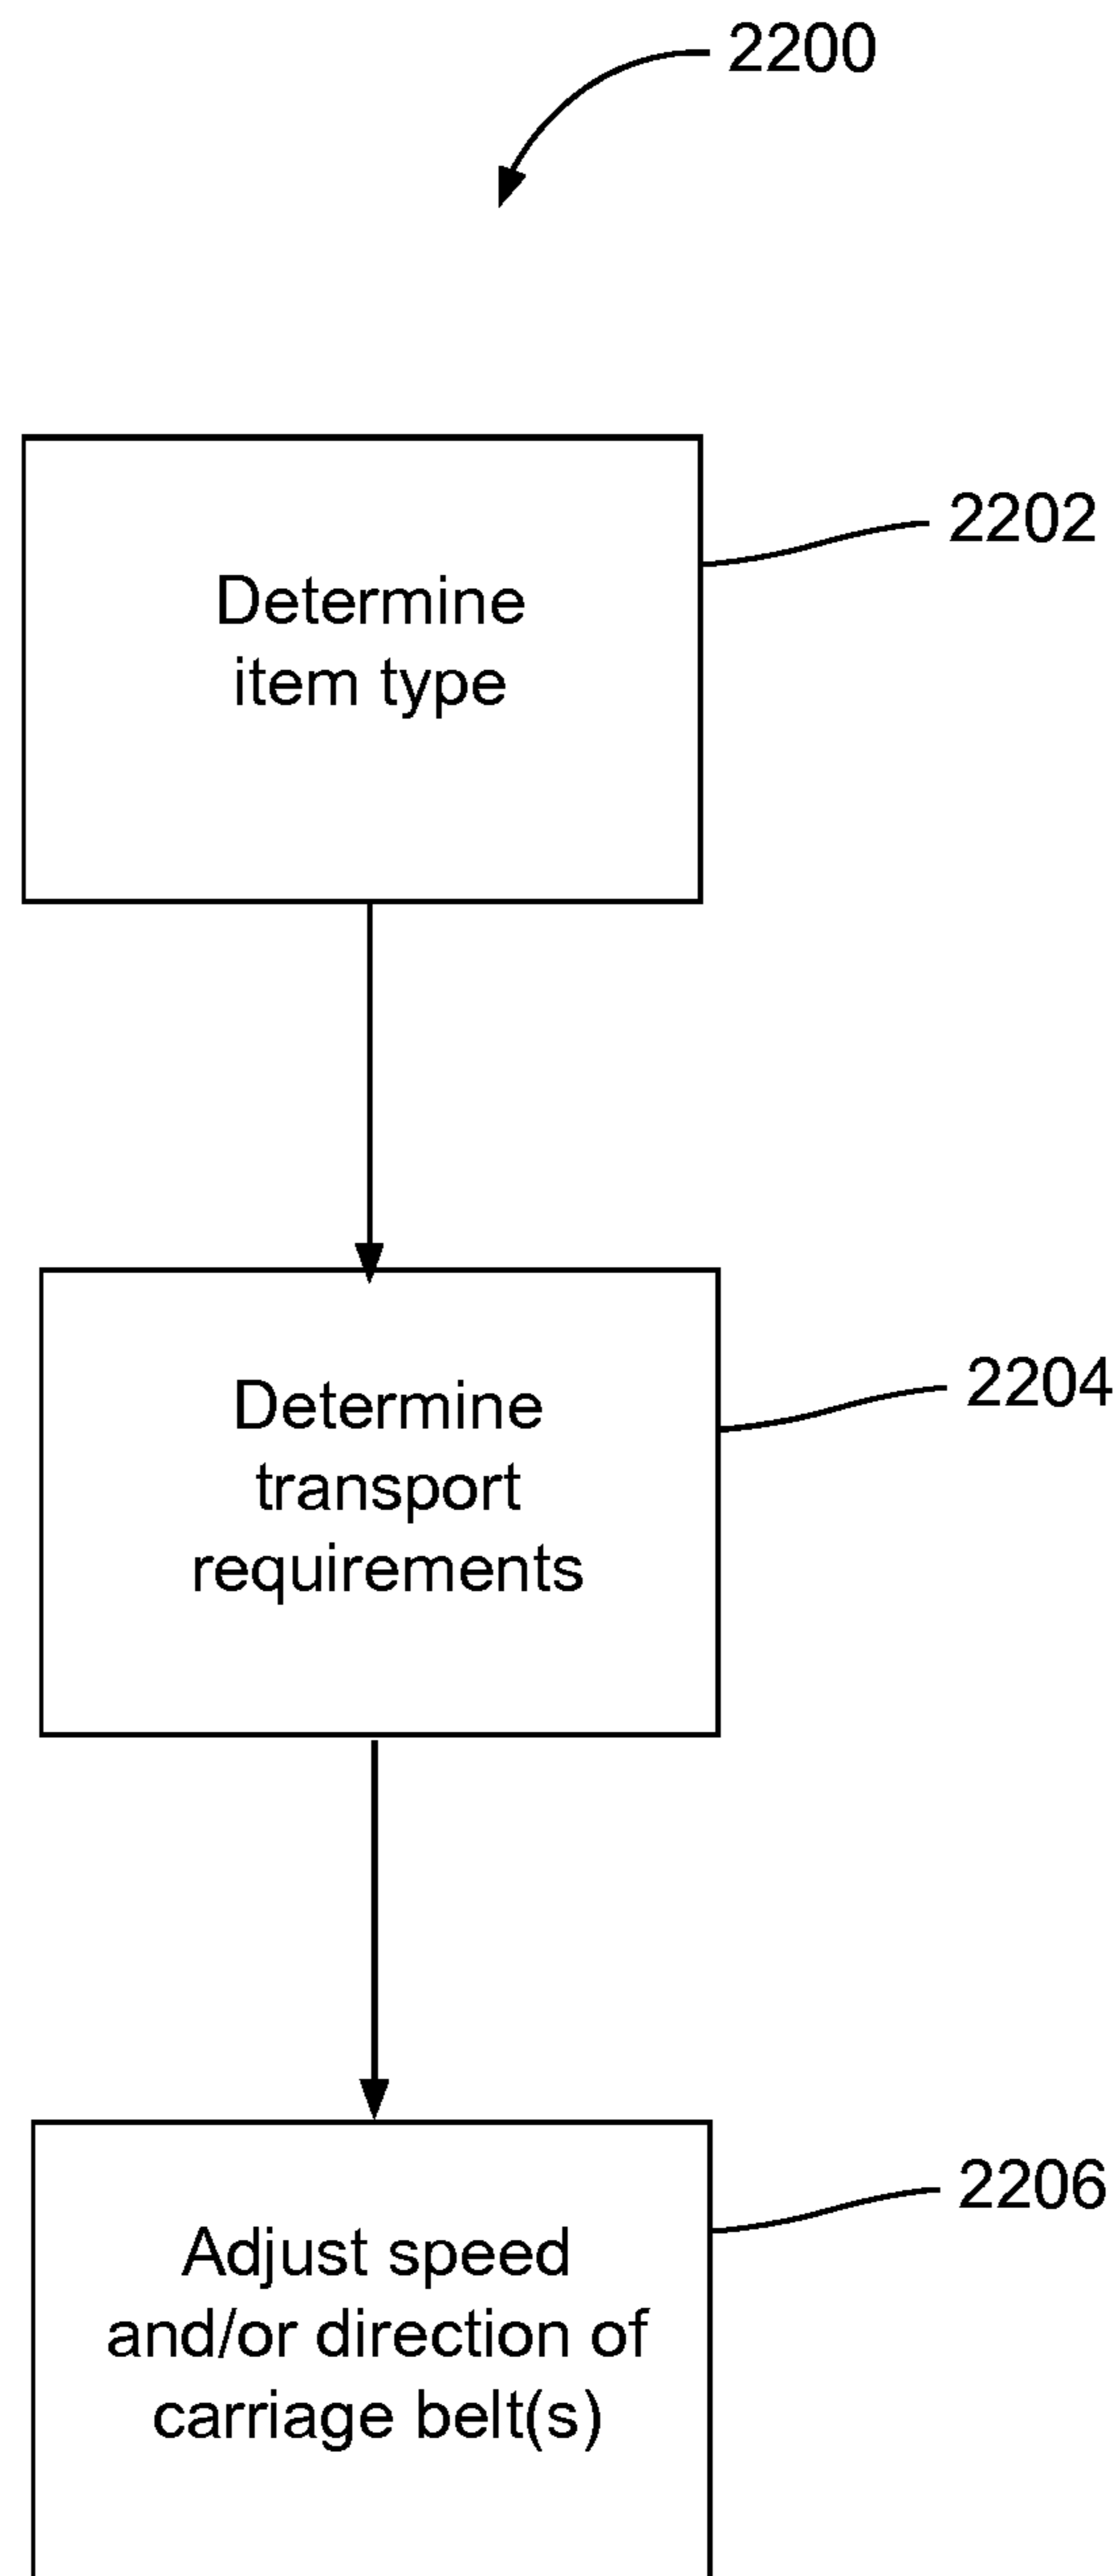 2200
2202
Determine
item type
2204
Determine
transport
requirements
2206
Adjust speed
and/or direction of
carriage belt(s)